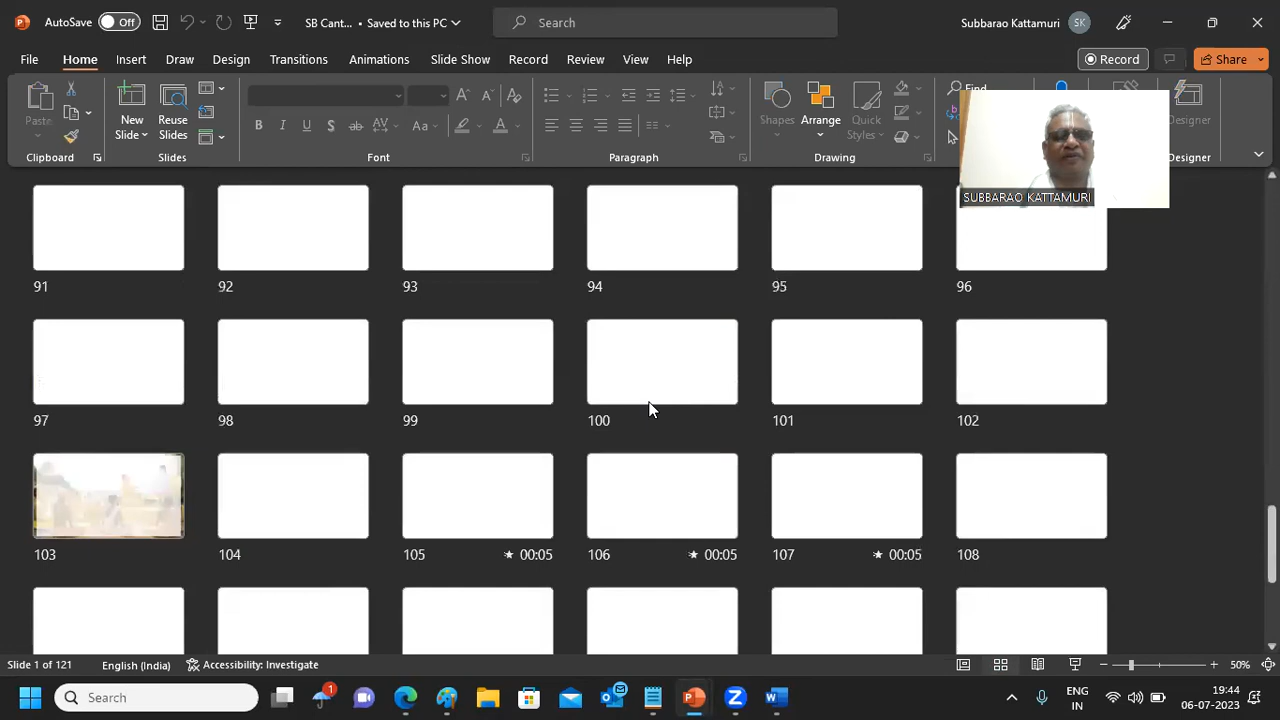 AutoSave Off SB Cant... • Saved to this PC Search Subbarao Kattamuri SK
File Home Insert Draw Design Transitions Animations Slide Show Record Review View Help Record Share
Paste New Slide Reuse Slides B I U S ab AV Aa A Shapes Arrange Quick Styles Find Designer
Clipboard Slides Font Paragraph Drawing Designer
SUBBARAO KATTAMURI
91 92 93 94 95 96
97 98 99 100 101 102
103 104 105 00:05 106 00:05 107 00:05 108
Slide 1 of 121 English (India) Accessibility: Investigate 50%
Search 1 ENG IN 19:44 06-07-2023